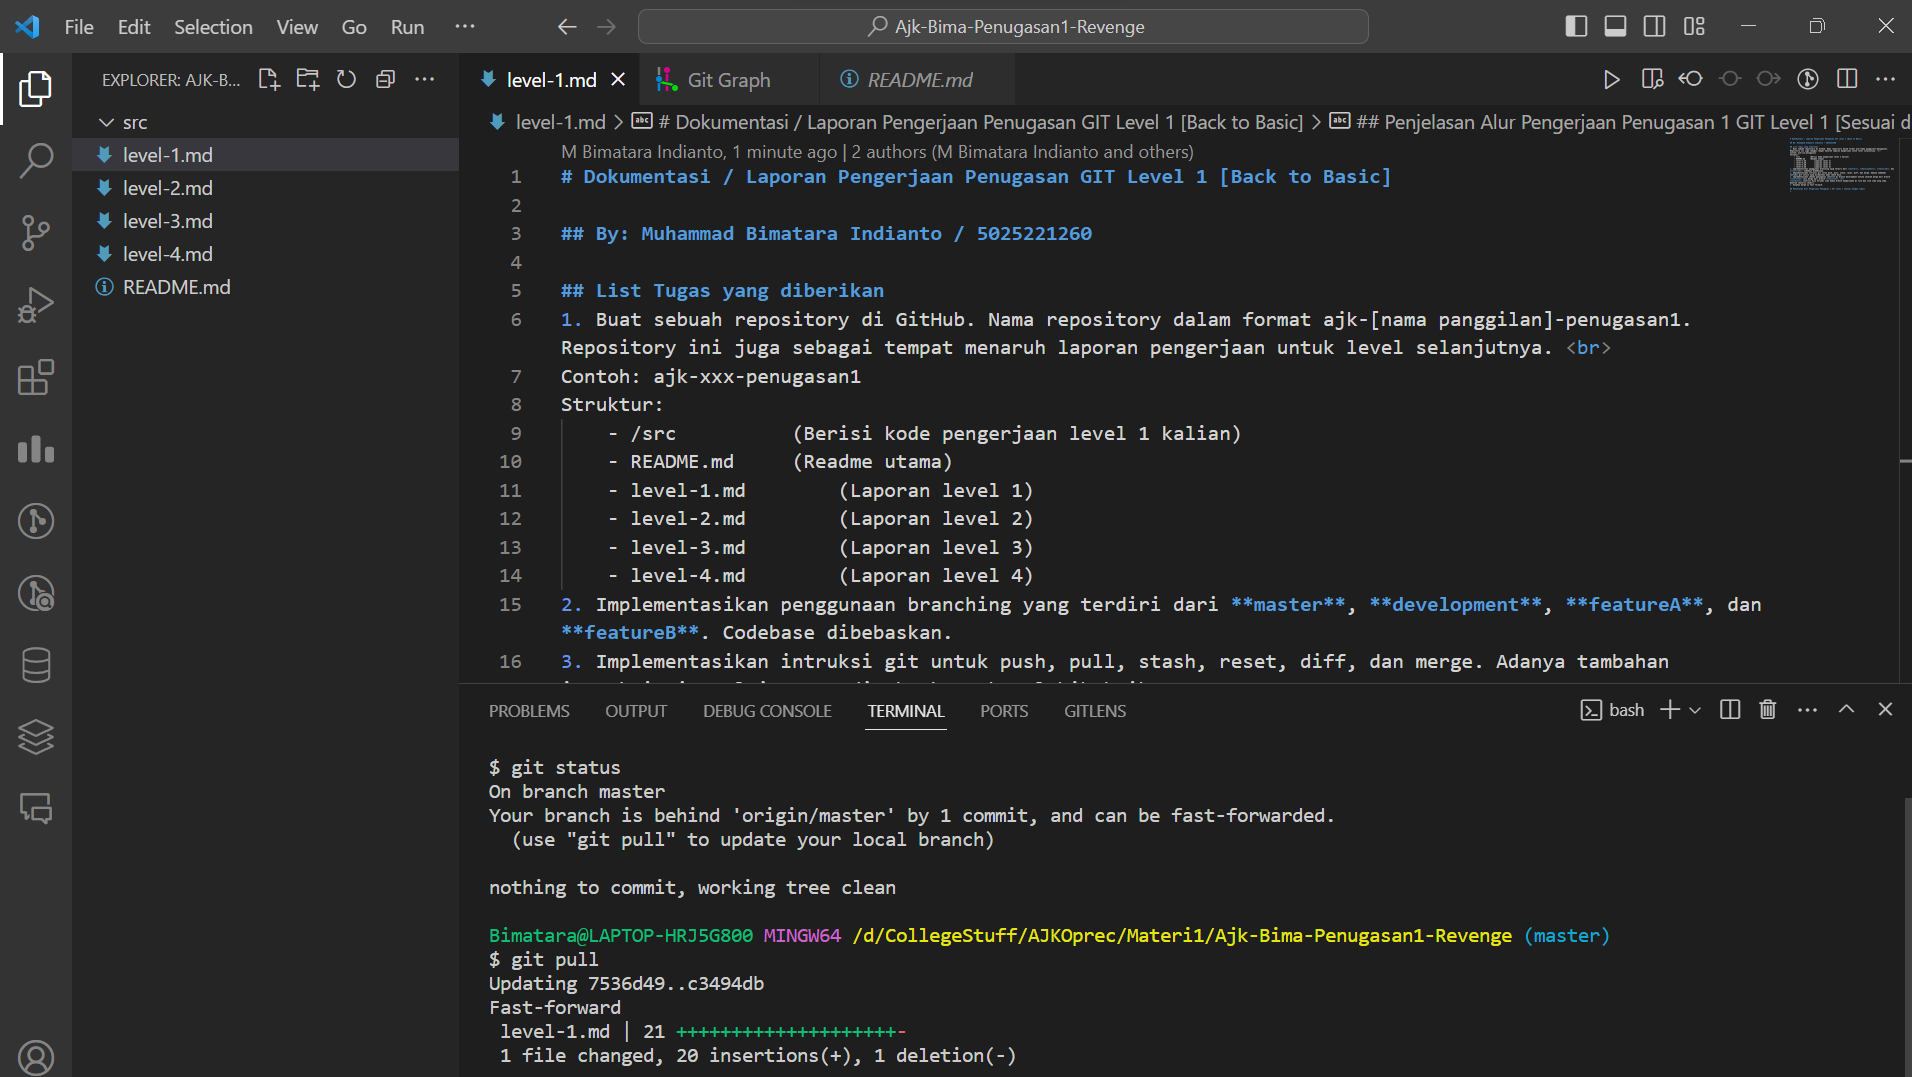 File Edit Selection View Go Run ··· Ajk-Bima-Penugasan1-Revenge
EXPLORER: AJK-B...
src
level-1.md
level-2.md
level-3.md
level-4.md
README.md
level-1.md Git Graph README.md
level-1.md > # Dokumentasi / Laporan Pengerjaan Penugasan GIT Level 1 [Back to Basic] > ## Penjelasan Alur Pengerjaan Penugasan 1 GIT Level 1 [Sesuai d
M Bimatara Indianto, 1 minute ago | 2 authors (M Bimatara Indianto and others)
1 # Dokumentasi / Laporan Pengerjaan Penugasan GIT Level 1 [Back to Basic]
2
3 ## By: Muhammad Bimatara Indianto / 5025221260
4
5 ## List Tugas yang diberikan
6 1. Buat sebuah repository di GitHub. Nama repository dalam format ajk-[nama panggilan]-penugasan1.
Repository ini juga sebagai tempat menaruh laporan pengerjaan untuk level selanjutnya. <br>
7 Contoh: ajk-xxx-penugasan1
8 Struktur:
9 - /src (Berisi kode pengerjaan level 1 kalian)
10 - README.md (Readme utama)
11 - level-1.md (Laporan level 1)
12 - level-2.md (Laporan level 2)
13 - level-3.md (Laporan level 3)
14 - level-4.md (Laporan level 4)
15 2. Implementasikan penggunaan branching yang terdiri dari **master**, **development**, **featureA**, dan
**featureB**. Codebase dibebaskan.
16 3. Implementasikan intruksi git untuk push, pull, stash, reset, diff, dan merge. Adanya tambahan
PROBLEMS OUTPUT DEBUG CONSOLE TERMINAL PORTS GITLENS bash
$ git status
On branch master
Your branch is behind 'origin/master' by 1 commit, and can be fast-forwarded.
(use "git pull" to update your local branch)
nothing to commit, working tree clean
Bimatara@LAPTOP-HRJ5G800 MINGW64 /d/CollegeStuff/AJKOprec/Materi1/Ajk-Bima-Penugasan1-Revenge (master)
$ git pull
Updating 7536d49..c3494db
Fast-forward
level-1.md | 21 ++++++++++++++++++++-
1 file changed, 20 insertions(+), 1 deletion(-)